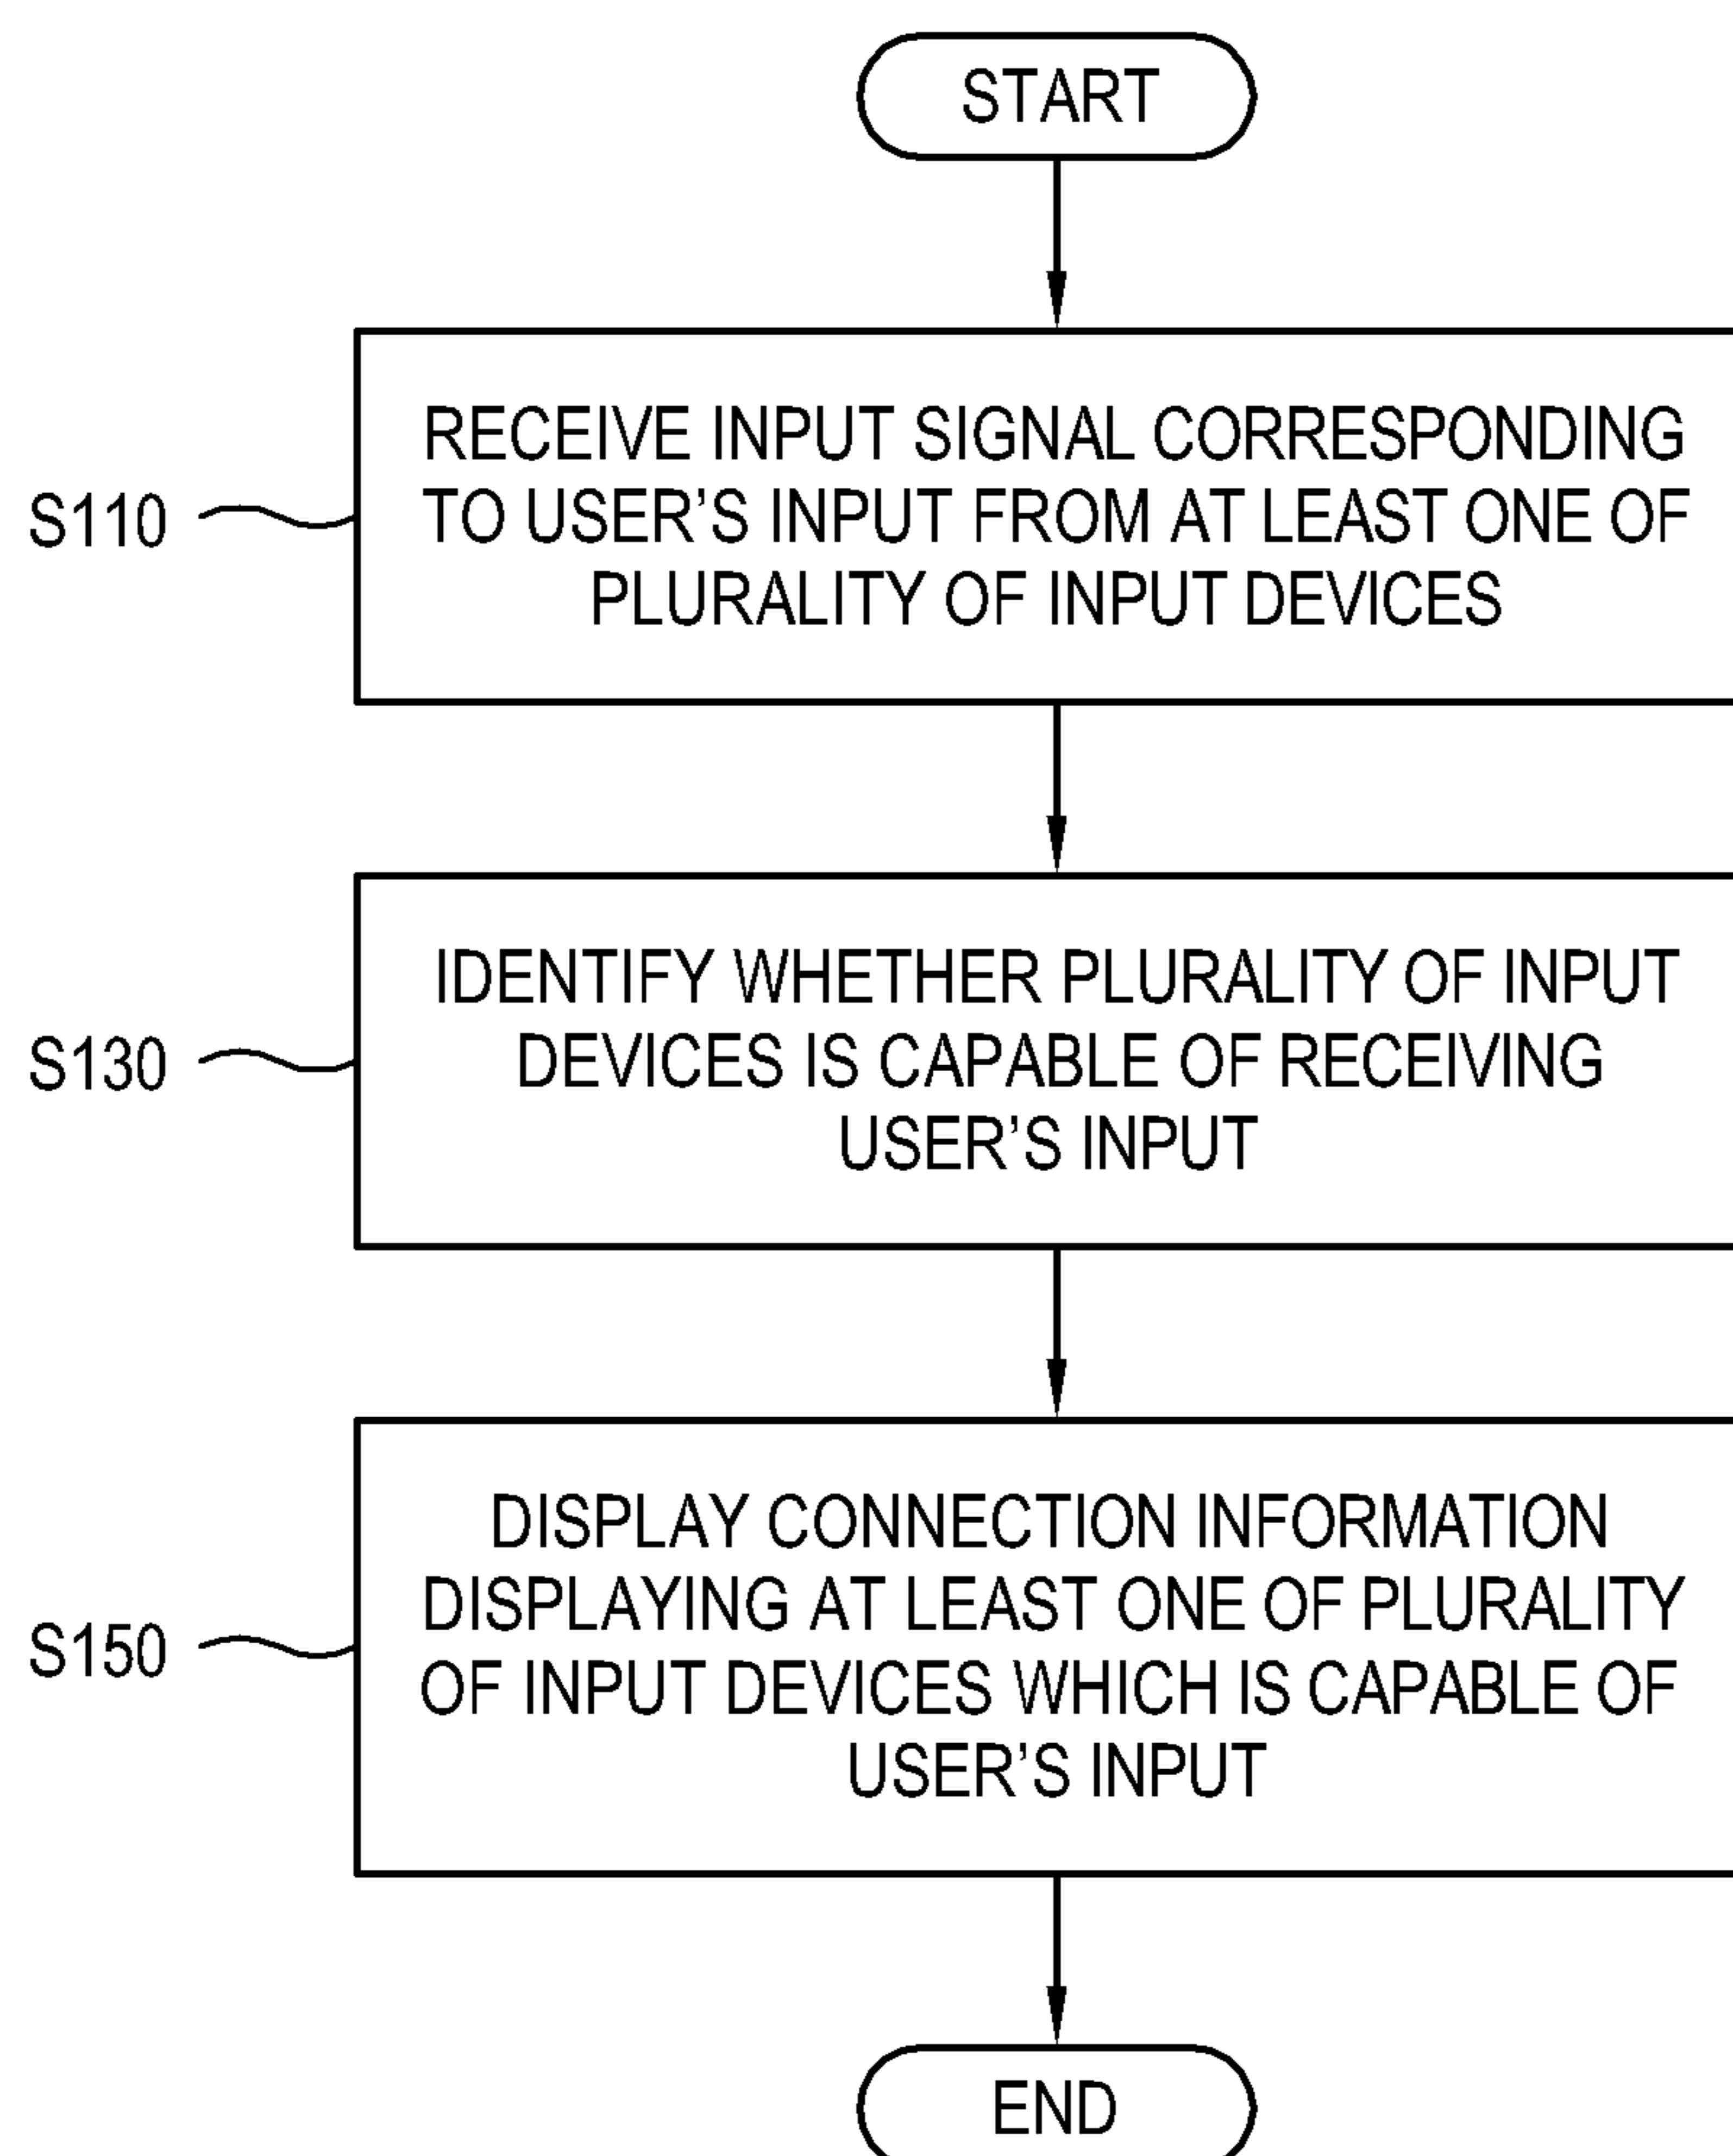 START
RECEIVE INPUT SIGNAL CORRESPONDING
TO USER'S INPUT FROM AT LEAST ONE OF
PLURALITY OF INPUT DEVICES
S110
IDENTIFY WHETHER PLURALITY OF INPUT
DEVICES IS CAPABLE OF RECEIVING
USER'S INPUT
S130
DISPLAY CONNECTION INFORMATION
DISPLAYING AT LEAST ONE OF PLURALITY
OF INPUT DEVICES WHICH IS CAPABLE OF
USER'S INPUT
S150
END